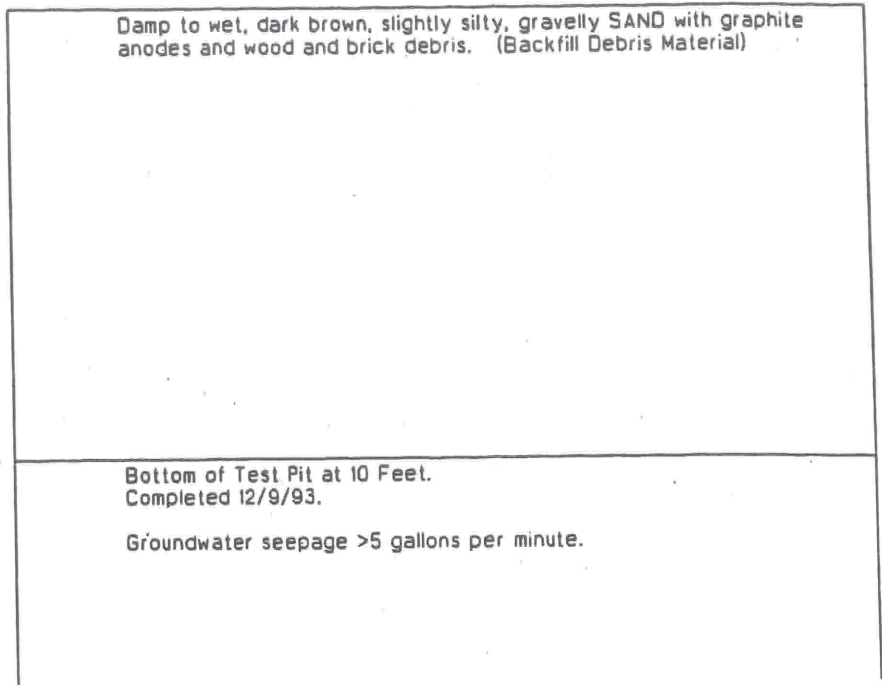 Damp to wet, dark brown, slightly silty, gravelly SAND with graphite
anodes and wood and brick debris. (Backfill Debris Material)
Bottom of Test Pit at 10 Feet.
Completed 12/9/93.
Groundwater seepage >5 gallons per minute.